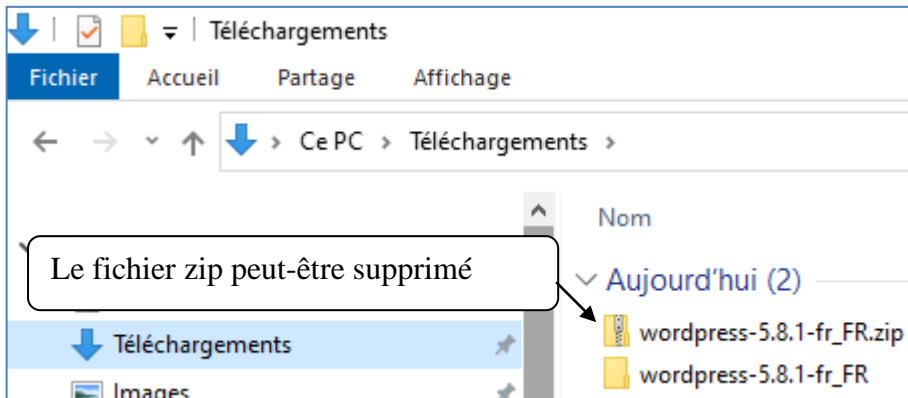 Téléchargements
Fichier Accueil Partage Affichage
Ce PC > Téléchargements >
Nom
Le fichier zip peut-être supprimé
Aujourd'hui (2)
wordpress-5.8.1-fr_FR.zip
Téléchargements
wordpress-5.8.1-fr_FR
Images